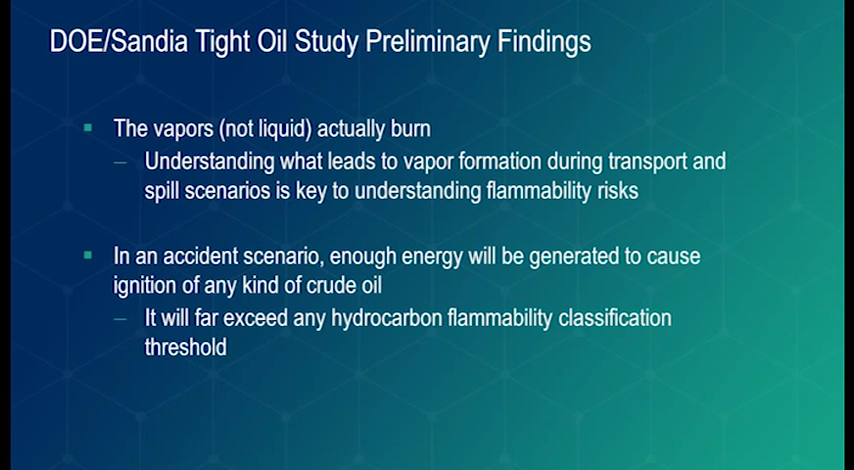 DOE/Sandia Tight Oil Study Preliminary Findings
The vapors (not liquid) actually burn
– Understanding what leads to vapor formation during transport and
spill scenarios is key to understanding flammability risks
In an accident scenario, enough energy will be generated to cause
ignition of any kind of crude oil
– It will far exceed any hydrocarbon flammability classification
threshold